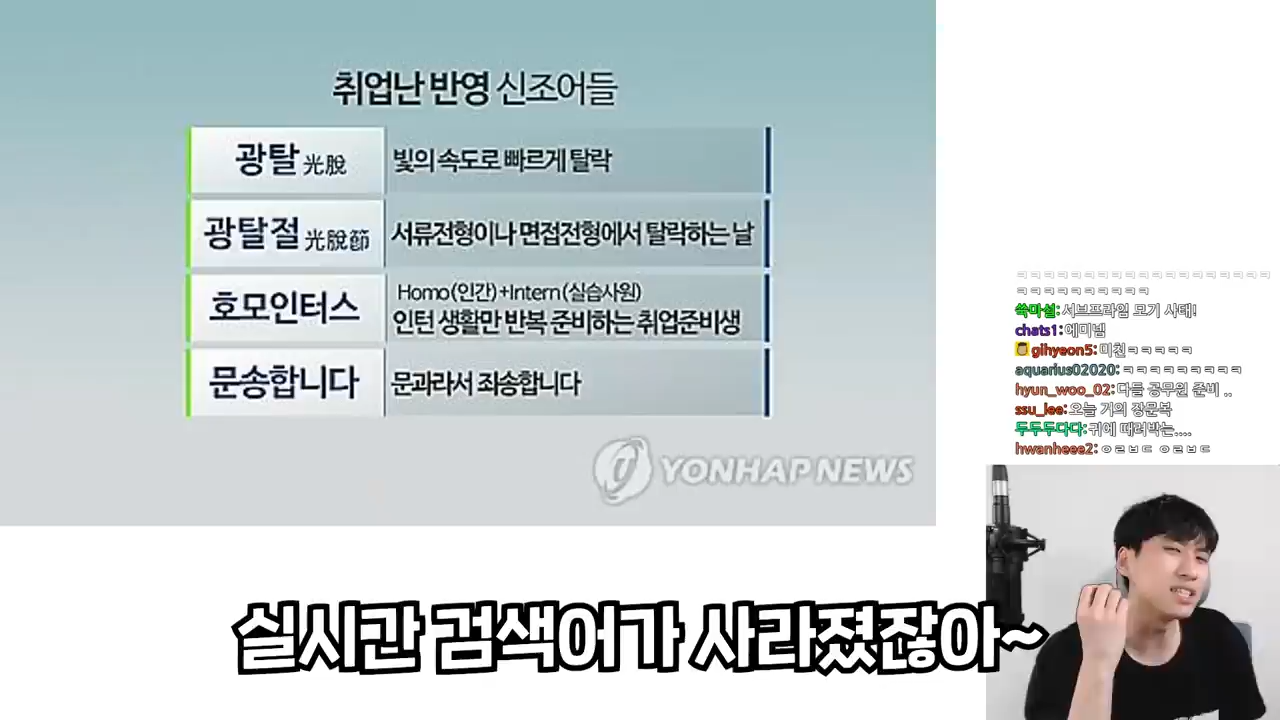 취업난 반영 신조어들
광탈 光脫
빛의 속도로 빠르게 탈락
광탈절 光脫節
서류전형이나 면접전형에서 탈락하는 날
호모인터스
Homo(인간)+Intern(실습사원)
인턴 생활만 반복 준비하는 취업준비생
문송합니다
문과라서 죄송합니다
YONHAP NEWS
ㅋㅋㅋㅋㅋㅋㅋㅋㅋㅋㅋㅋㅋㅋㅋㅋㅋㅋㅋ
ㅋㅋㅋㅋㅋㅋㅋㅋㅋㅋ
쑥마설: 서브프라임 모기 사태!
chats1: 에미넴
gihyeon5: 미친ㅋㅋㅋㅋㅋ
aquarius02020: ㅋㅋㅋㅋㅋㅋㅋㅋㅋ
hyun_woo_02: 다들 공무원 준비 ..
ssu_lee: 오늘 거의 장문복
두두두다다: 귀에 때려박는....
hwanheee2: ㅇㄹㅂㄷ ㅇㄹㅂㄷ
실시간 검색어가 사라졌잖아~